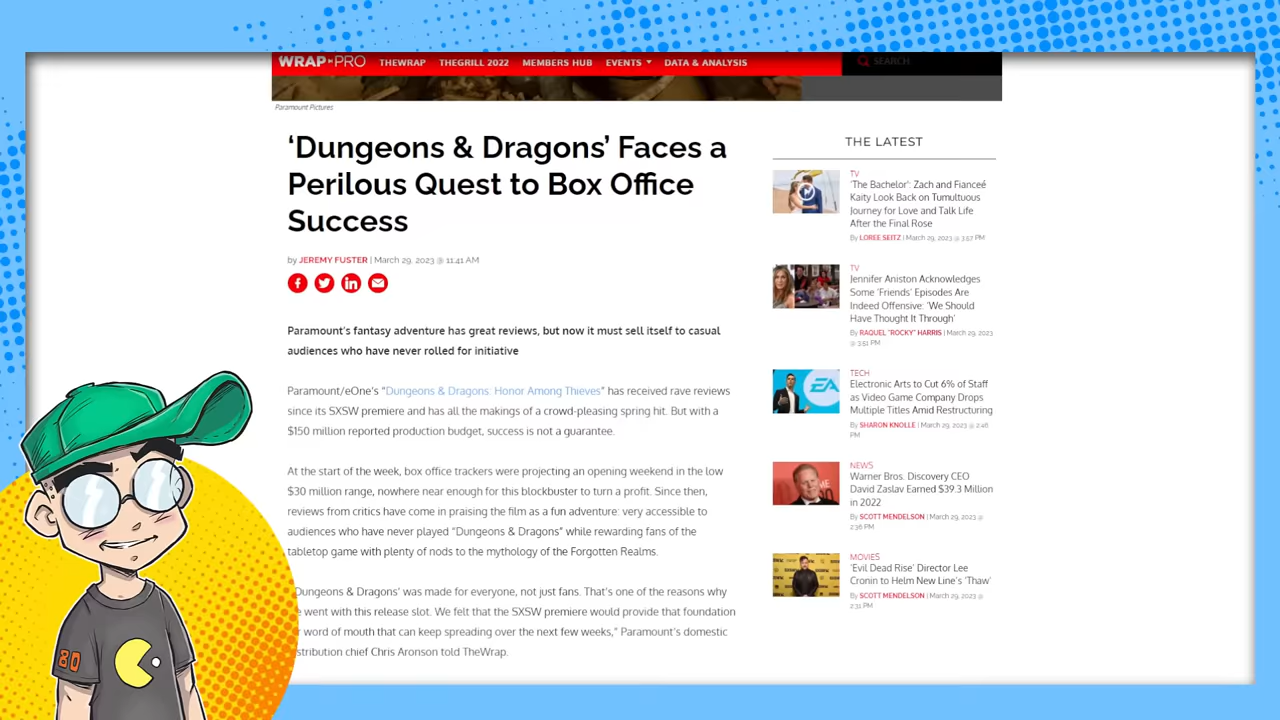 WRAP PRO THEWRAP THEGRILL 2022 MEMBERS HUB EVENTS DATA & ANALYSIS SEARCH
Paramount Pictures
‘Dungeons & Dragons’ Faces a
Perilous Quest to Box Office
Success
by JEREMY FUSTER | March 29, 2023 @ 11:41 AM
Paramount’s fantasy adventure has great reviews, but now it must sell itself to casual
audiences who have never rolled for initiative
Paramount/eOne’s “Dungeons & Dragons: Honor Among Thieves” has received rave reviews
since its SXSW premiere and has all the makings of a crowd-pleasing spring hit. But with a
$150 million reported production budget, success is not a guarantee.
At the start of the week, box office trackers were projecting an opening weekend in the low
$30 million range, nowhere near enough for this blockbuster to turn a profit. Since then,
reviews from critics have come in praising the film as a fun adventure: very accessible to
audiences who have never played “Dungeons & Dragons” while rewarding fans of the
tabletop game with plenty of nods to the mythology of the Forgotten Realms.
Dungeons & Dragons’ was made for everyone, not just fans. That’s one of the reasons why
went with this release slot. We felt that the SXSW premiere would provide that foundation
word of mouth that can keep spreading over the next few weeks,” Paramount’s domestic
stribution chief Chris Aronson told TheWrap.
THE LATEST
TV
‘The Bachelor’: Zach and Fianceé
Kaity Look Back on Tumultuous
Journey for Love and Talk Life
After the Final Rose
By LOREE SEITZ | March 29, 2023 @ 3:57 PM
TV
Jennifer Aniston Acknowledges
Some ‘Friends’ Episodes Are
Indeed Offensive: ‘We Should
Have Thought It Through’
By RAQUEL "ROCKY" HARRIS | March 29, 2023
@ 3:51 PM
TECH
Electronic Arts to Cut 6% of Staff
as Video Game Company Drops
Multiple Titles Amid Restructuring
By SHARON KNOLLE | March 29, 2023 @ 2:46
PM
EA
NEWS
Warner Bros. Discovery CEO
David Zaslav Earned $39.3 Million
in 2022
By SCOTT MENDELSON | March 29, 2023 @
2:36 PM
MOVIES
‘Evil Dead Rise’ Director Lee
Cronin to Helm New Line’s ‘Thaw’
By SCOTT MENDELSON | March 29, 2023 @
2:31 PM
80